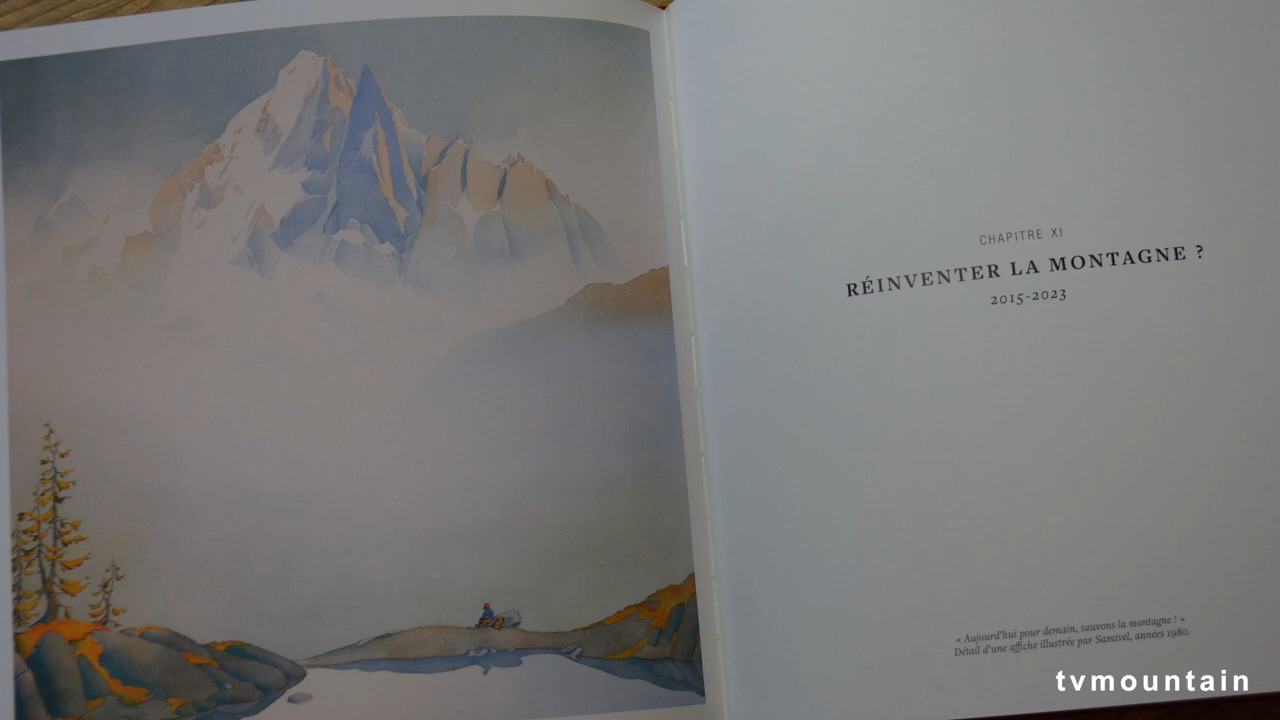 CHAPITRE XI
RÉINVENTER LA MONTAGNE ?
2015-2023
« Aujourd'hui pour demain, sauvons la montagne ! »
Détail d'une affiche illustrée par Samivel, années 1980.
tvmountain